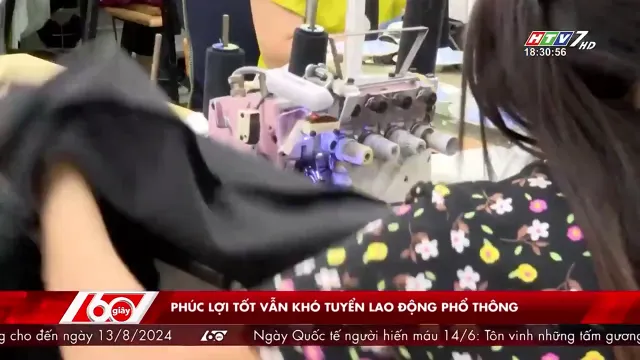 HTV7 HD
18:30:56
60 giây
PHÚC LỢI TỐT VẪN KHÓ TUYỂN LAO ĐỘNG PHỔ THÔNG
g cho đến ngày 13/8/2024 60 Ngày Quốc tế người hiến máu 14/6: Tôn vinh những tấm gương